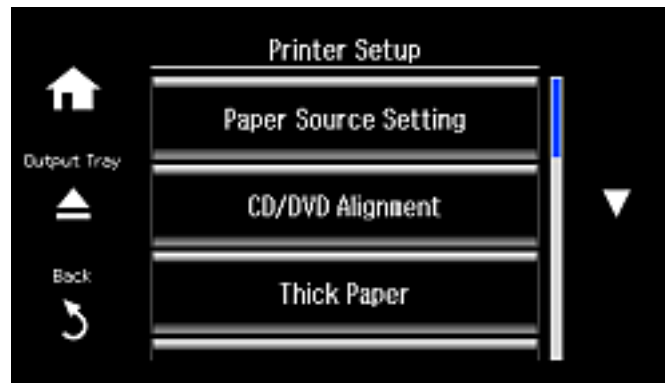 Printer Setup
Paper Source Setting
Output Tray
CD/DVD Alignment
Back
Thick Paper